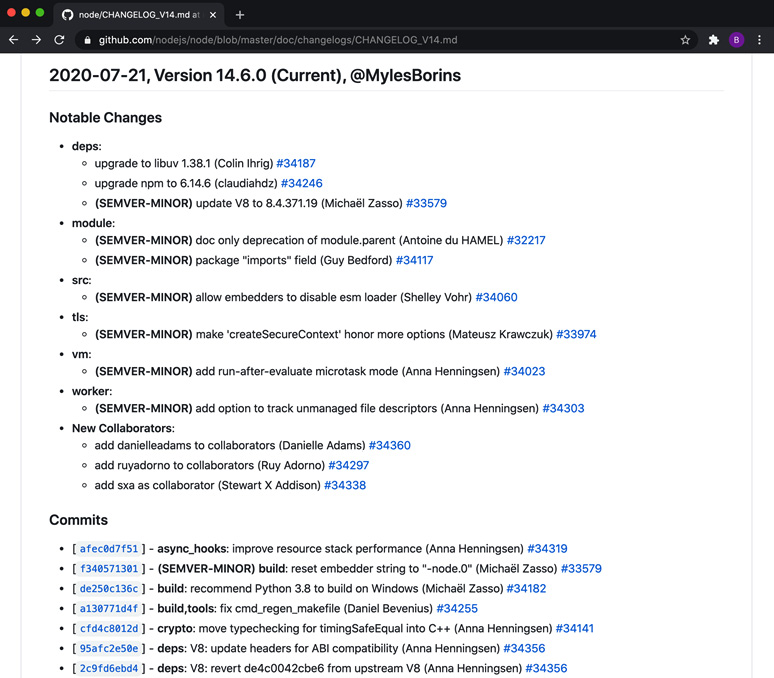 node/CHANGELOG_V14.md at
github.com/nodejs/node/blob/master/doc/changelogs/CHANGELOG_V14.md
B
2020-07-21, Version 14.6.0 (Current), @MylesBorins
Notable Changes
• deps:
◦ upgrade to libuv 1.38.1 (Colin Ihrig) #34187
◦ upgrade npm to 6.14.6 (claudiahdz) #34246
◦ (SEMVER-MINOR) update V8 to 8.4.371.19 (Michaël Zasso) #33579
• module:
◦ (SEMVER-MINOR) doc only deprecation of module.parent (Antoine du HAMEL) #32217
◦ (SEMVER-MINOR) package "imports" field (Guy Bedford) #34117
• src:
◦ (SEMVER-MINOR) allow embedders to disable esm loader (Shelley Vohr) #34060
• tls:
◦ (SEMVER-MINOR) make 'createSecureContext' honor more options (Mateusz Krawczuk) #33974
• vm:
◦ (SEMVER-MINOR) add run-after-evaluate microtask mode (Anna Henningsen) #34023
• worker:
◦ (SEMVER-MINOR) add option to track unmanaged file descriptors (Anna Henningsen) #34303
• New Collaborators:
◦ add danielleadams to collaborators (Danielle Adams) #34360
◦ add ruyadorno to collaborators (Ruy Adorno) #34297
◦ add sxa as collaborator (Stewart X Addison) #34338
Commits
• [ afec0d7f51 ] - async_hooks: improve resource stack performance (Anna Henningsen) #34319
• [ f340571301 ] - (SEMVER-MINOR) build: reset embedder string to "-node.0" (Michaël Zasso) #33579
• [ de250c136c ] - build: recommend Python 3.8 to build on Windows (Michaël Zasso) #34182
• [ a130771d4f ] - build,tools: fix cmd_regen_makefile (Daniel Bevenius) #34255
• [ cfd4c8012d ] - crypto: move typechecking for timingSafeEqual into C++ (Anna Henningsen) #34141
• [ 95afc2e50e ] - deps: V8: update headers for ABI compatibility (Anna Henningsen) #34356
• [ 2c9fd6ebd4 ] - deps: V8: revert de4c0042cbe6 from upstream V8 (Anna Henningsen) #34356